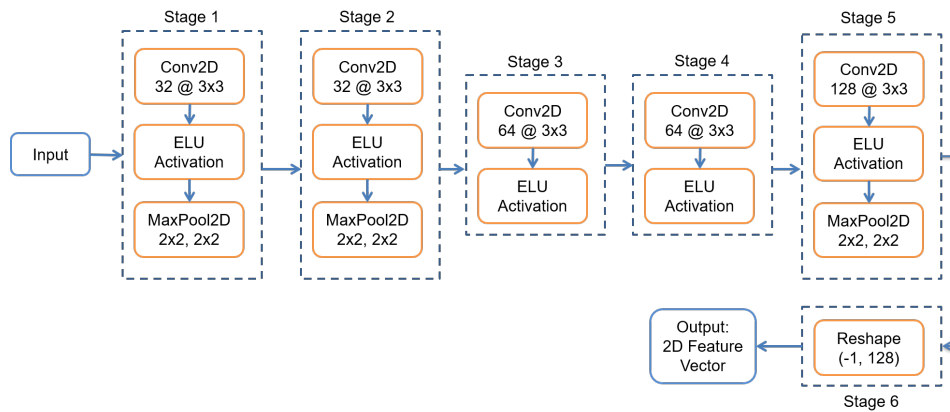 Stage 1
Conv2D
32 @ 3x3
ELU
Activation
MaxPool2D
2x2, 2x2
Stage 2
Conv2D
32 @ 3x3
ELU
Activation
MaxPool2D
2x2, 2x2
Stage 3
Conv2D
64 @ 3x3
ELU
Activation
Stage 4
Conv2D
64 @ 3x3
ELU
Activation
Stage 5
Conv2D
128 @ 3x3
ELU
Activation
MaxPool2D
2x2, 2x2
Input
Output:
2D Feature
Vector
Reshape
(-1, 128)
Stage 6